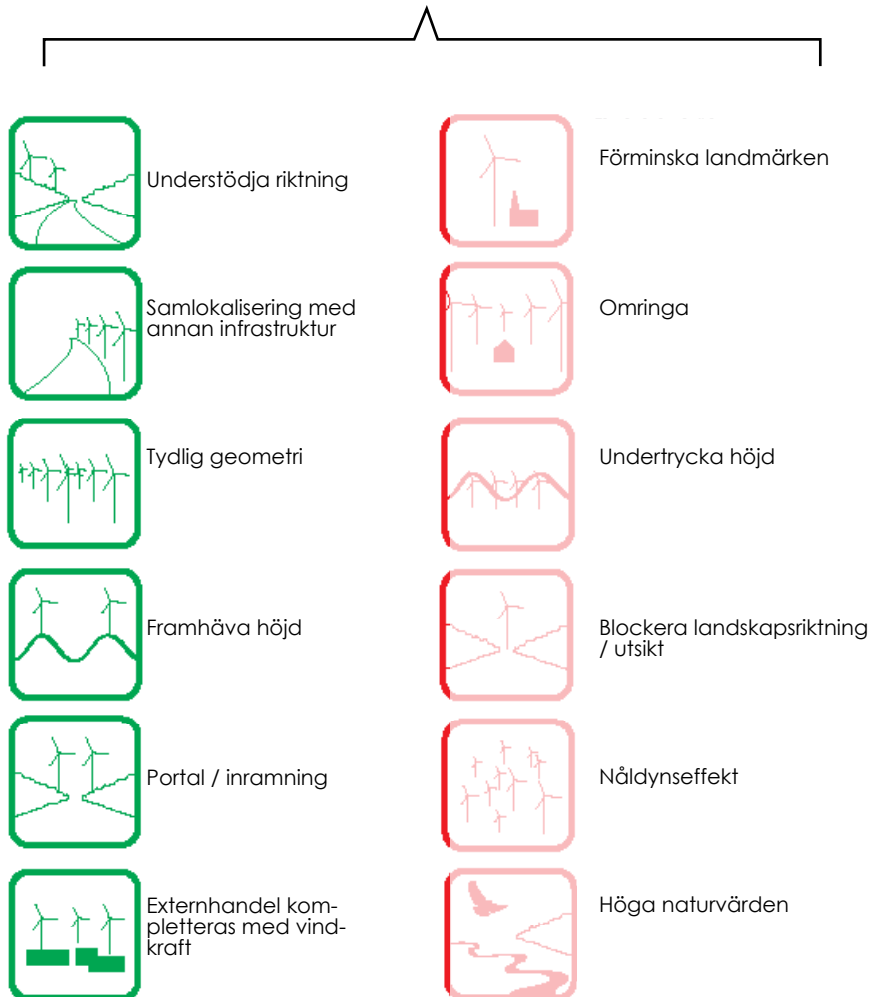 Understödja riktning
Samlokalisering med
annan infrastruktur
Tydlig geometri
Framhäva höjd
Portal / inramning
Externhandel kom-
pletteras med vind-
kraft
Förminska landmärken
Omringa
Undertrycka höjd
Blockera landskapsriktning
/ utsikt
Nåldynseffekt
Höga naturvärden